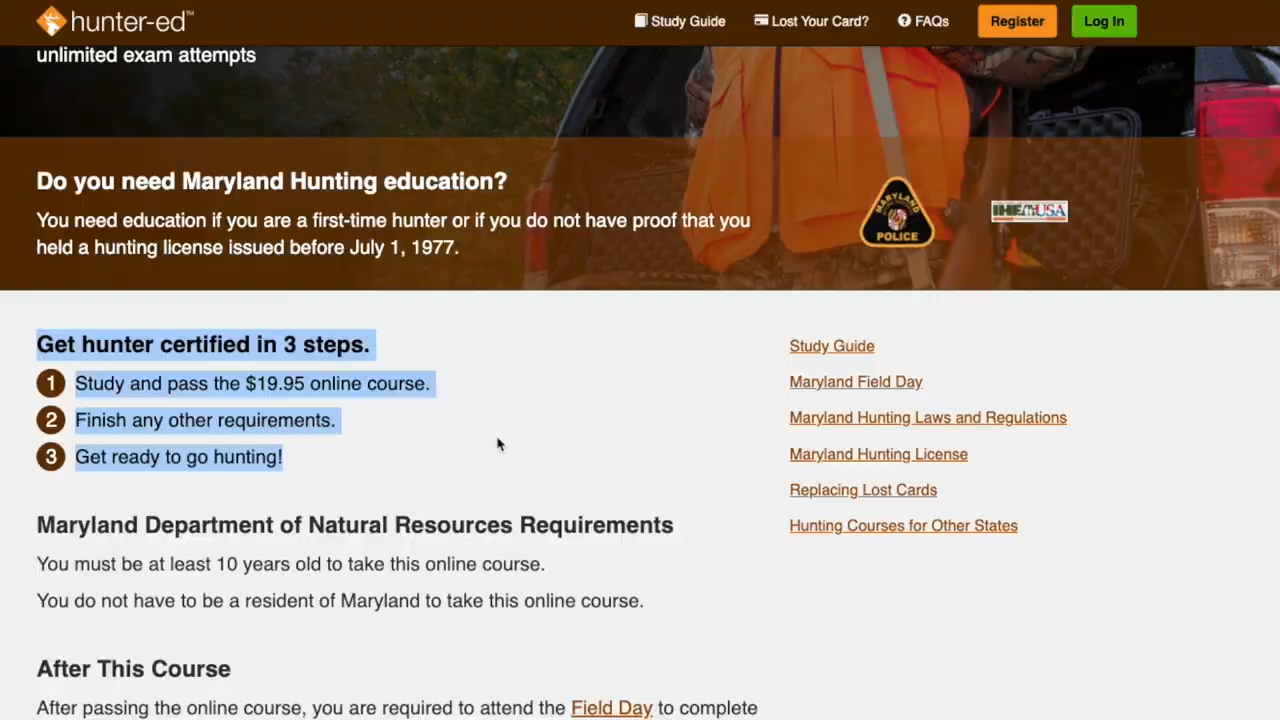 hunter-ed™
Study Guide
Lost Your Card?
FAQs
Register
Log In
unlimited exam attempts
Do you need Maryland Hunting education?
You need education if you are a first-time hunter or if you do not have proof that you
held a hunting license issued before July 1, 1977.
MARYLAND
POLICE
IHEA USA
Get hunter certified in 3 steps.
1 Study and pass the $19.95 online course.
2 Finish any other requirements.
3 Get ready to go hunting!
Study Guide
Maryland Field Day
Maryland Hunting Laws and Regulations
Maryland Hunting License
Replacing Lost Cards
Hunting Courses for Other States
Maryland Department of Natural Resources Requirements
You must be at least 10 years old to take this online course.
You do not have to be a resident of Maryland to take this online course.
After This Course
After passing the online course, you are required to attend the Field Day to complete